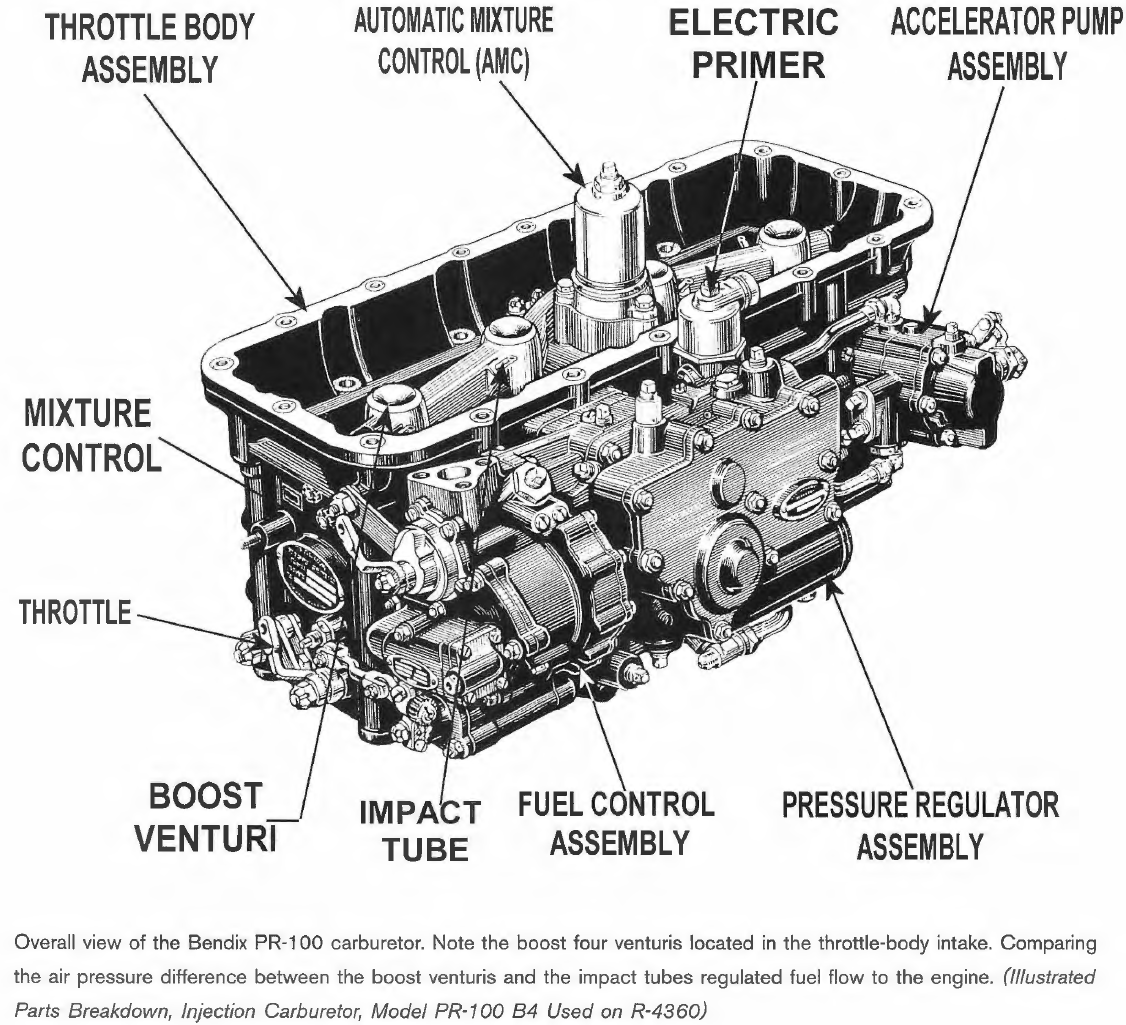 THROTTLE BODY
ASSEMBLY
AUTOMATIC MIXTURE
CONTROL (AMC)
ELECTRIC
PRIMER
ACCELERATOR PUMP
ASSEMBLY
MIXTURE
CONTROL
THROTTLE
BOOST
VENTURI
IMPACT
TUBE
FUEL CONTROL
ASSEMBLY
PRESSURE REGULATOR
ASSEMBLY
Overall view of the Bendix PR-100 carburetor. Note the boost four venturis located in the throttle-body intake. Comparing
the air pressure difference between the boost venturis and the impact tubes regulated fuel flow to the engine. (Illustrated
Parts Breakdown, Injection Carburetor, Model PR-100 B4 Used on R-4360)